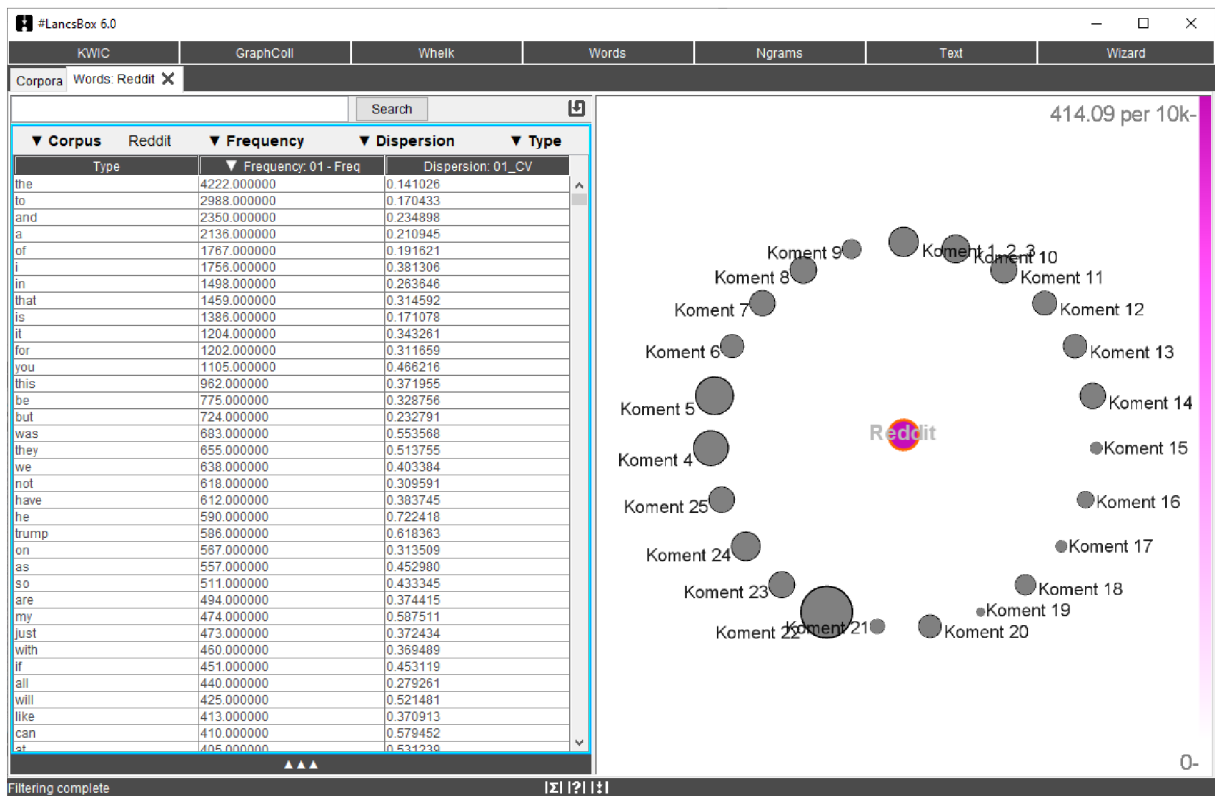 #LancsBox 6.0
KWIC GraphColl Whelk Words Ngrams Text Wizard
Corpora Words: Reddit
Search
▼ Corpus Reddit ▼ Frequency ▼ Dispersion ▼ Type
Type ▼ Frequency: 01 - Freq Dispersion: 01_CV
the 4222.000000 0.141026
to 2988.000000 0.170433
and 2350.000000 0.234898
a 2136.000000 0.210945
of 1767.000000 0.191621
i 1756.000000 0.381306
in 1498.000000 0.263646
that 1459.000000 0.314592
is 1386.000000 0.171078
it 1204.000000 0.343261
for 1202.000000 0.311659
you 1105.000000 0.466216
this 962.000000 0.371955
be 775.000000 0.328756
but 724.000000 0.232791
was 683.000000 0.553568
they 655.000000 0.513755
we 638.000000 0.403384
not 618.000000 0.309591
have 612.000000 0.383745
he 590.000000 0.722418
trump 586.000000 0.618363
on 567.000000 0.313509
as 557.000000 0.452980
so 511.000000 0.433345
are 494.000000 0.374415
my 474.000000 0.587511
just 473.000000 0.372434
with 460.000000 0.369489
if 451.000000 0.453119
all 440.000000 0.279261
will 425.000000 0.521481
like 413.000000 0.370913
can 410.000000 0.579452
at 405.000000 0.531239
▲▲▲
414.09 per 10k-
Koment 9
Koment 1, 2, 3
Koment 10
Koment 8
Koment 11
Koment 7
Koment 12
Koment 6
Koment 13
Koment 5
Koment 14
Reddit
Koment 4
Koment 15
Koment 25
Koment 16
Koment 24
Koment 17
Koment 23
Koment 18
Koment 19
Koment 22
Koment 21
Koment 20
0-
Filtering complete |Σ| |?| |‡|